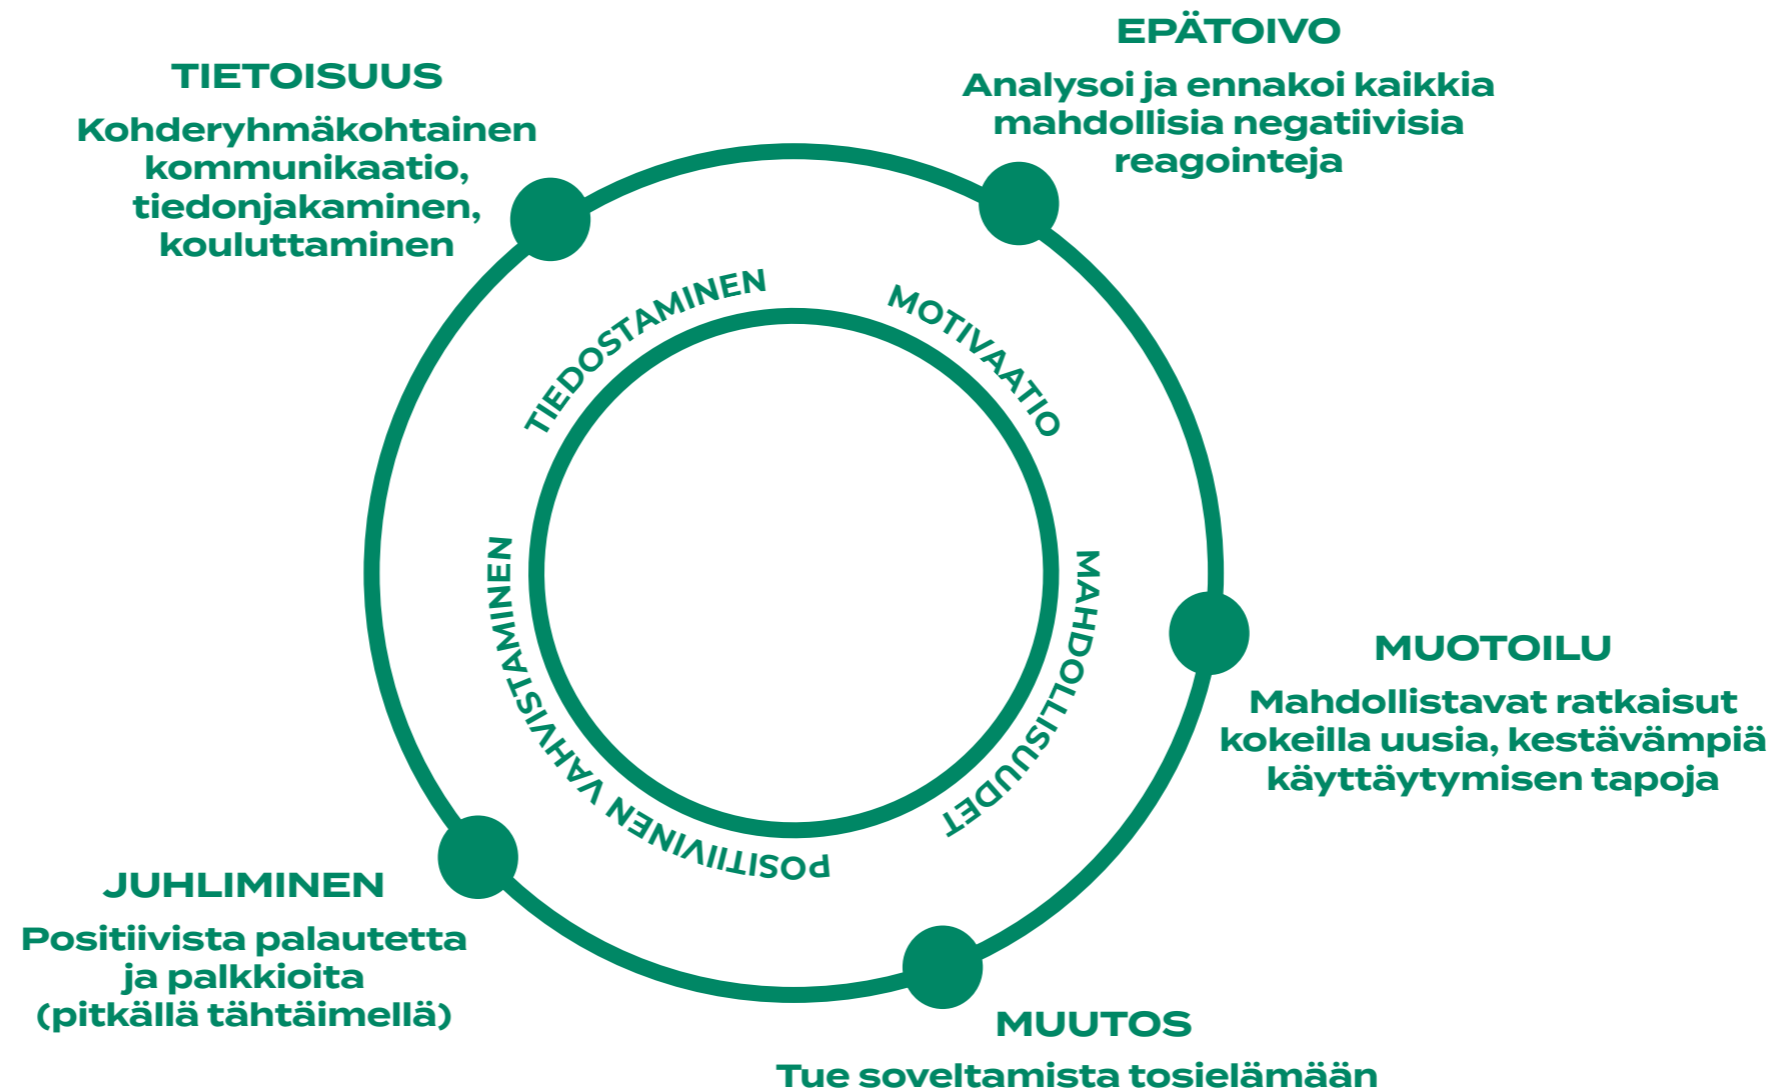 TIETOISUUS
Kohderyhmäkohtainen
kommunikaatio,
tiedonjakaminen,
kouluttaminen
EPÄTOIVO
Analysoi ja ennakoi kaikkia
mahdollisia negatiivisia
reagointeja
TIEDOSTAMINEN
MOTIVAATIO
MAHDOLLISUUDET
POSITIIVINEN VAHVISTAMINEN
MUOTOILU
Mahdollistavat ratkaisut
kokeilla uusia, kestävämpiä
käyttäytymisen tapoja
JUHLIMINEN
Positiivista palautetta
ja palkkioita
(pitkällä tähtäimellä)
MUUTOS
Tue soveltamista tosielämään